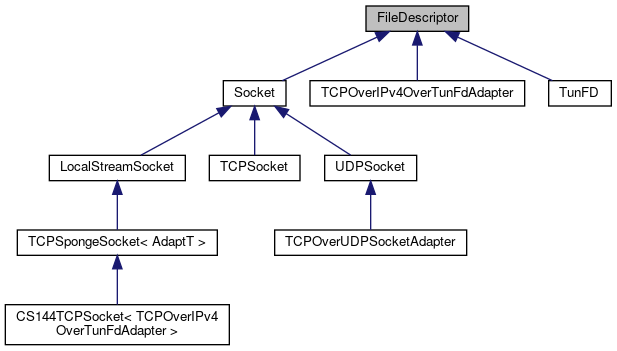 FileDescriptor
Socket
TCPOverIPv4OverTunFdAdapter
TunFD
LocalStreamSocket
TCPSocket
UDPSocket
TCPSpongeSocket< AdaptT >
TCPOverUDPSocketAdapter
CS144TCPSocket< TCPOverIPv4
OverTunFdAdapter >